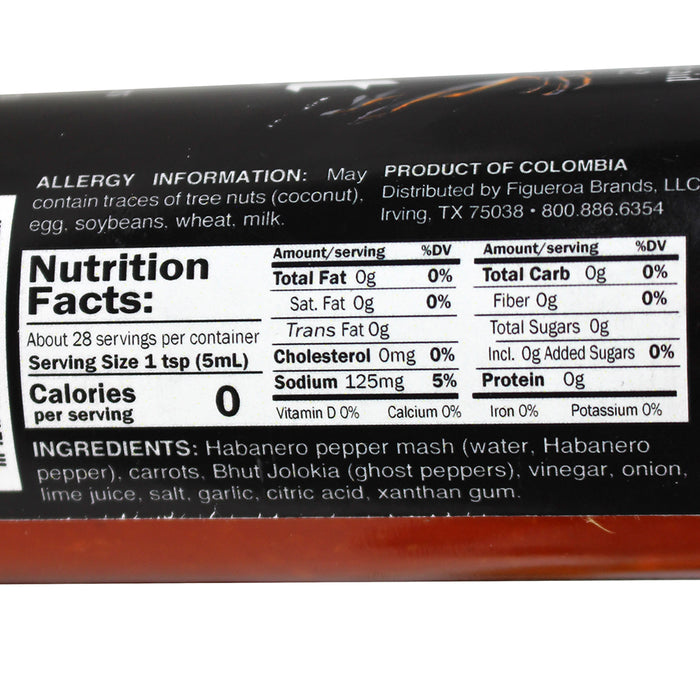 ALLERGY INFORMATION: May
contain traces of tree nuts (coconut),
egg, soybeans, wheat, milk.
PRODUCT OF COLOMBIA
Distributed by Figueroa Brands, LLC
Irving, TX 75038 • 800.886.6354
Nutrition
Facts:
About 28 servings per container
Serving Size 1 tsp (5mL)
Calories
per serving
0
Amount/serving %DV
Total Fat 0g 0%
Sat. Fat 0g 0%
Trans Fat 0g
Cholesterol 0mg 0%
Sodium 125mg 5%
Vitamin D 0% Calcium 0%
Amount/serving %DV
Total Carb 0g 0%
Fiber 0g 0%
Total Sugars 0g
Incl. 0g Added Sugars 0%
Protein 0g
Iron 0% Potassium 0%
INGREDIENTS: Habanero pepper mash (water, Habanero
pepper), carrots, Bhut Jolokia (ghost peppers), vinegar, onion,
lime juice, salt, garlic, citric acid, xanthan gum.